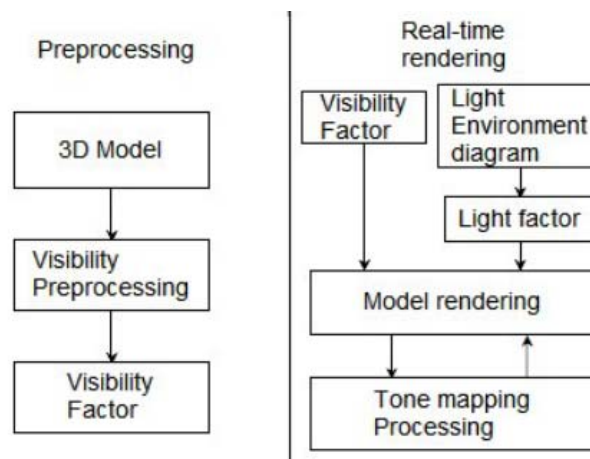 Preprocessing
3D Model
Visibility
Preprocessing
Visibility
Factor
Real-time
rendering
Visibility
Factor
Light
Environment
diagram
Light factor
Model rendering
Tone mapping
Processing